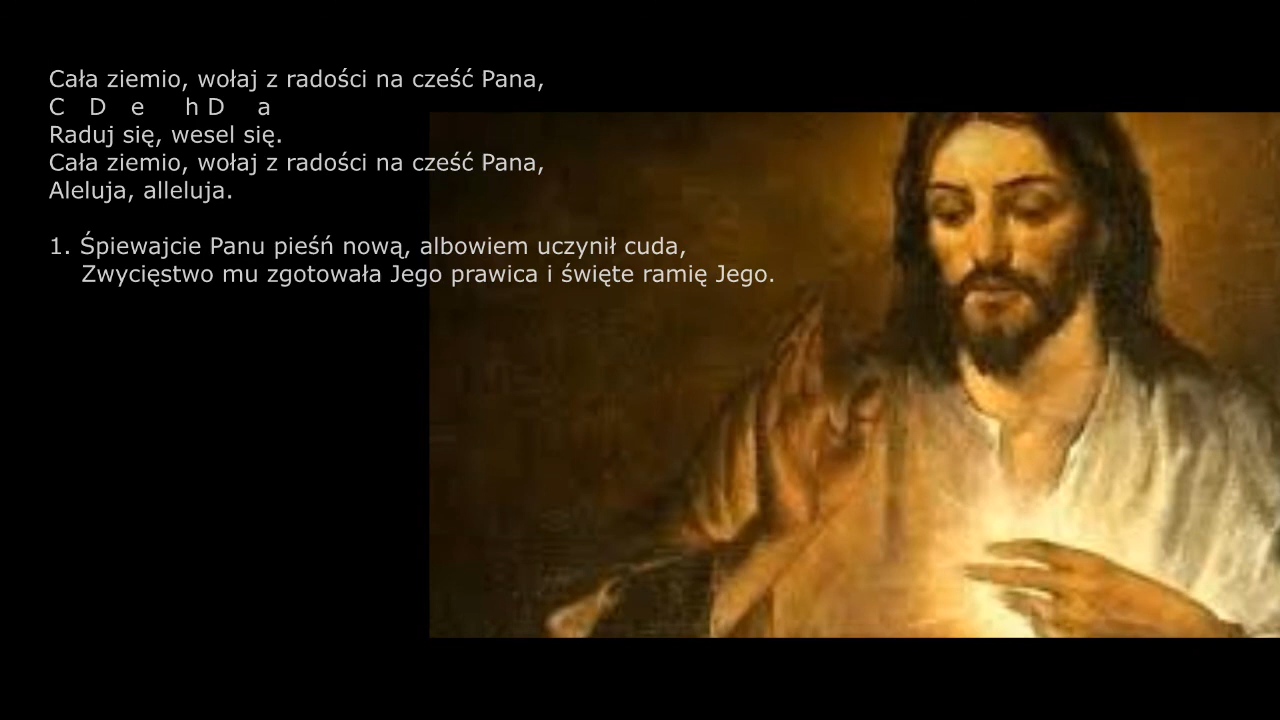 Cała ziemio, wołaj z radości na cześć Pana,
C D e h D a
Raduj się, wesel się.
Cała ziemio, wołaj z radości na cześć Pana,
Aleluja, alleluja.
1. Śpiewajcie Panu pieśń nową, albowiem uczynił cuda,
Zwycięstwo mu zgotowała Jego prawica i święte ramię Jego.